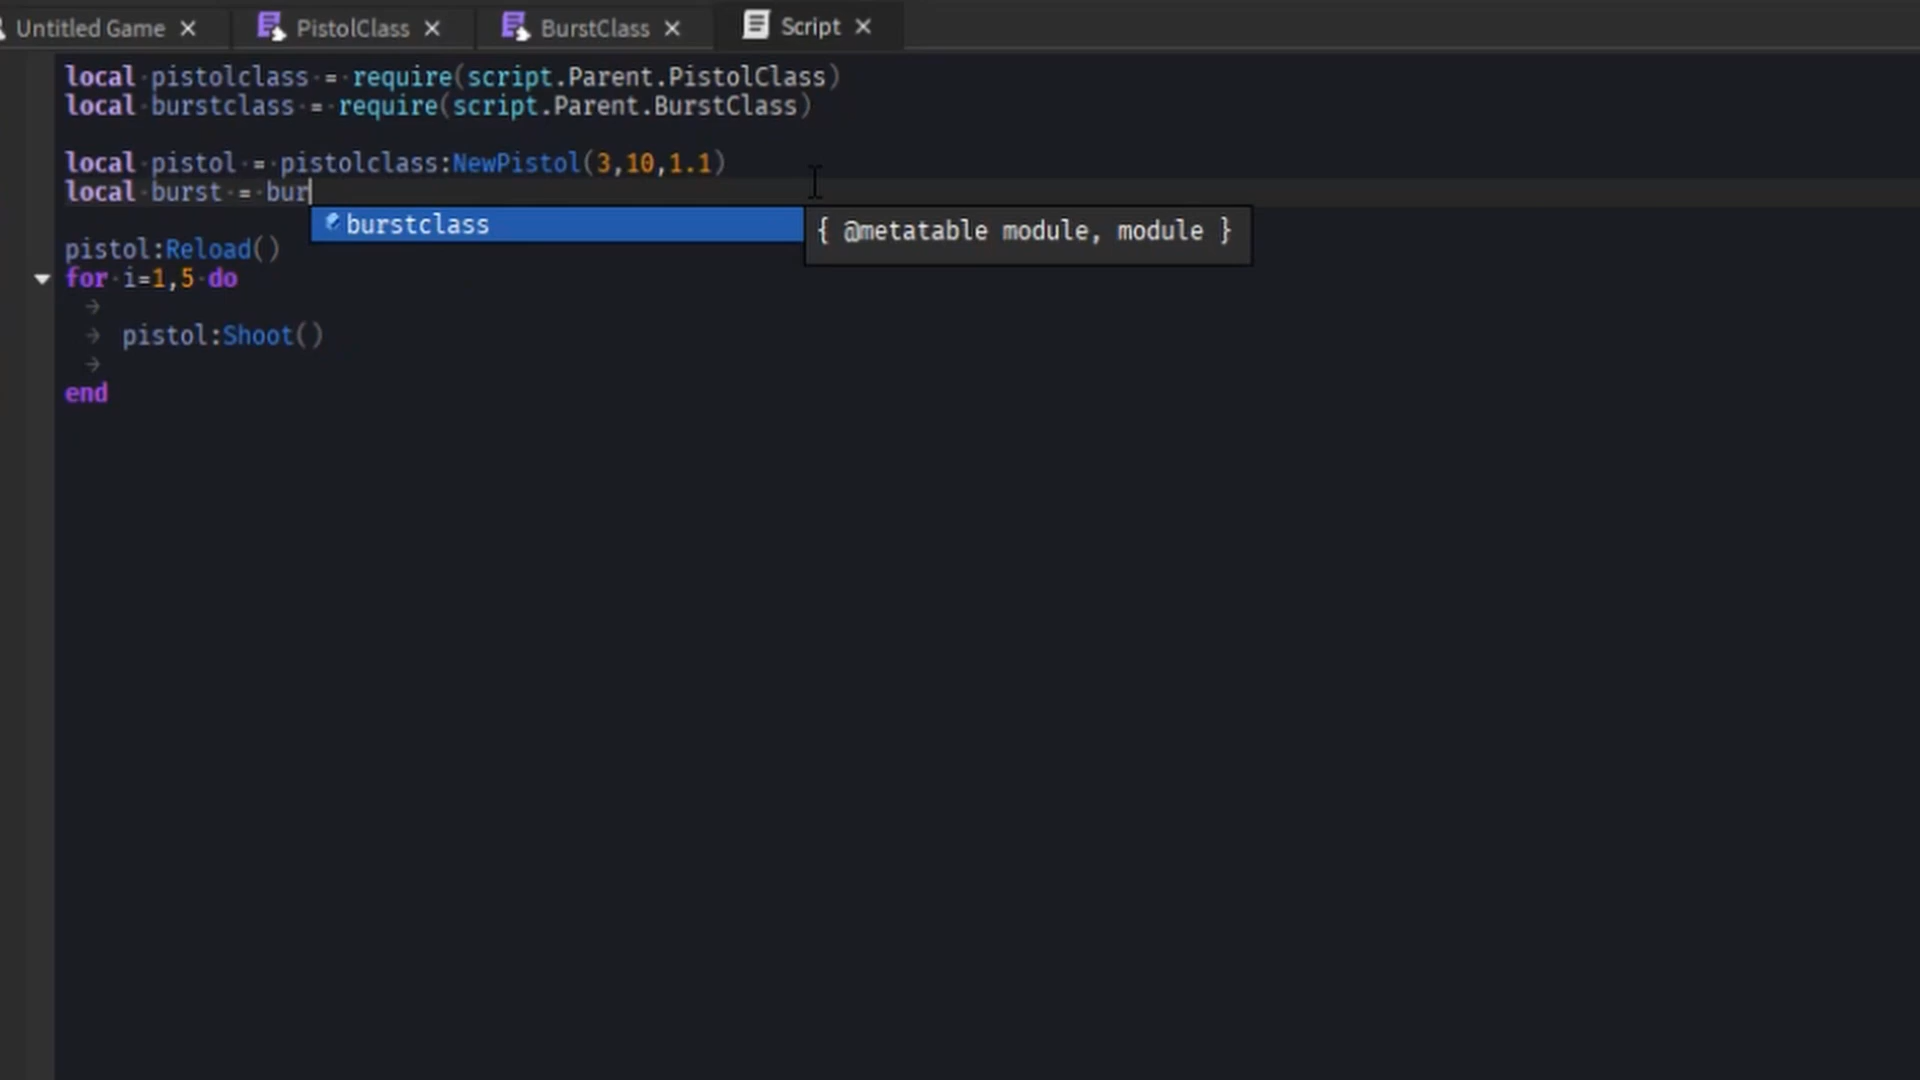 Untitled Game
PistolClass
BurstClass
Script
local pistolclass = require(script.Parent.PistolClass)
local burstclass = require(script.Parent.BurstClass)
local pistol = pistolclass:NewPistol(3,10,1.1)
local burst = bur
burstclass
{ @metatable module, module }
pistol:Reload()
for i=1,5 do
pistol:Shoot()
end